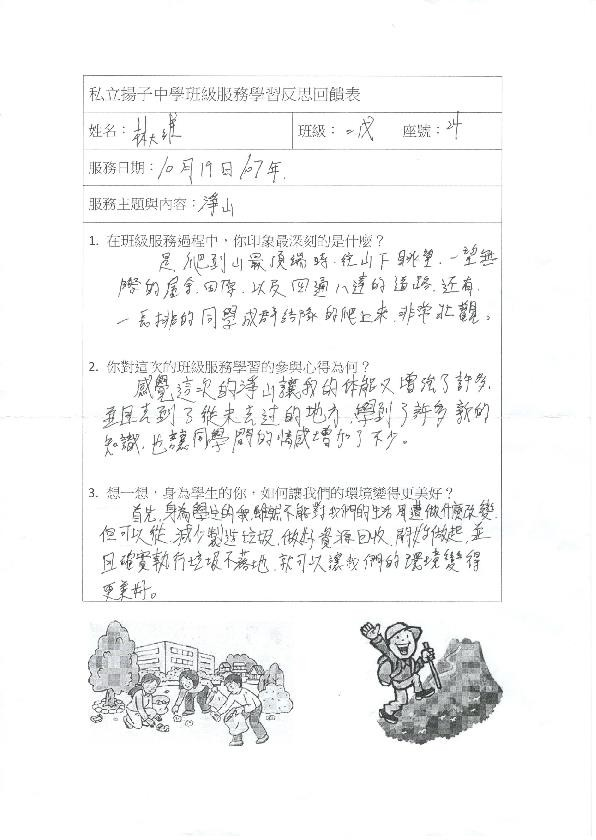 私立揚子中學班級服務學習反思回饋表
姓名：林大維 班級：二戊 座號：24
服務日期：10月19日107年.
服務主題與內容：淨山
1. 在班級服務過程中，你印象最深刻的是什麼？
是爬到山最頂端時,往山下眺望,一望無
際的屋舍,田園,以及四通八達的道路,還有
一長排的同學成群結隊的爬上來,非常壯觀。
2. 你對這次的班級服務學習的參與心得為何？
感覺這次的淨山讓我的体能又增強了許多,
並且去到了從未去过的地方,學到了許多新的
知識,也讓同學間的情感增加了不少。
3. 想一想，身為學生的你，如何讓我們的環境變得更美好？
首先,身為學生的我,雖然不能對我們的生活周遭做什麼改變,
但可以從,減少製造垃圾,做好資源回收,開始做起,並
且確實執行垃圾不落地,就可以讓我們的環境變得
更美好。